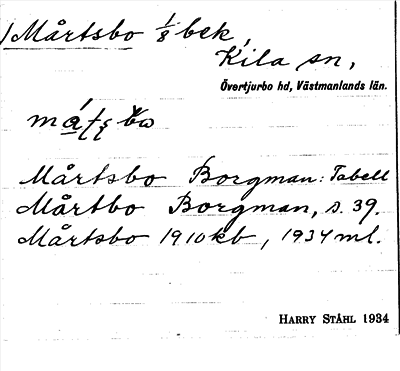 Mårtsbo 1/8 bek,
Kila sn,
Övertjurbo hd, Västmanlands län.
Mårtsbo Borgman: Tabell
Mårtbo Borgman, s. 39.
Mårtsbo 1910 kb, 1934 ml.
HARRY STÅHL 1934